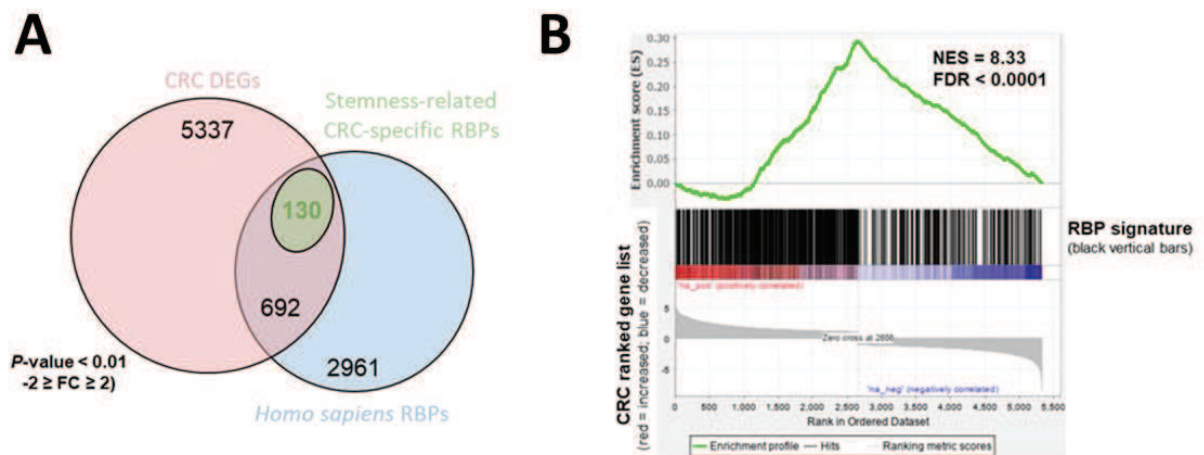 A
CRC DEGs
5337
Stemness-related
CRC-specific RBPs
130
692
2961
P-value < 0.01
-2 ≥ FC ≥ 2)
Homo sapiens RBPs
B
NES = 8.33
FDR < 0.0001
Enrichment score (ES)
0.30
0.25
0.20
0.15
0.10
0.05
0.00
RBP signature
(black vertical bars)
CRC ranked gene list
(red = increased; blue = decreased)
'na_pos' (positively correlated)
5
0
-5
Zero cross at
'na_neg' (negatively correlated)
0 500 1,000 1,500 2,000 2,500 3,000 3,500 4,000 4,500 5,000 5,500
Rank in Ordered Dataset
Enrichment profile Hits Ranking metric scores